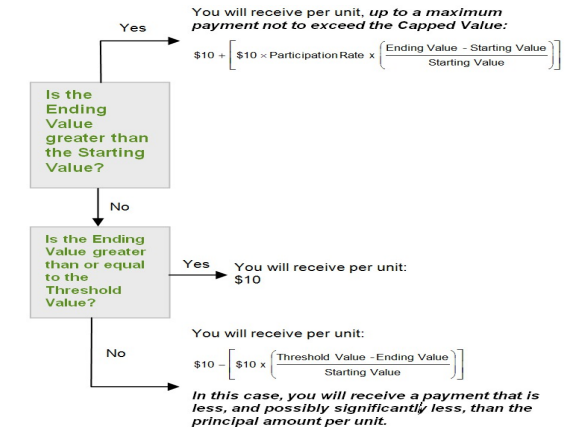 You will receive per unit, up to a maximum
payment not to exceed the Capped Value:
Yes
$10 + [ $10 × Participation Rate x ( Ending Value - Starting Value / Starting Value ) ]
Is the
Ending
Value
greater than
the Starting
Value?
No
Is the Ending
Value greater
than or equal
to the
Threshold
Value?
Yes
You will receive per unit:
$10
You will receive per unit:
No
$10 – [ $10 x ( Threshold Value - Ending Value / Starting Value ) ]
In this case, you will receive a payment that is
less, and possibly significantly less, than the
principal amount per unit.